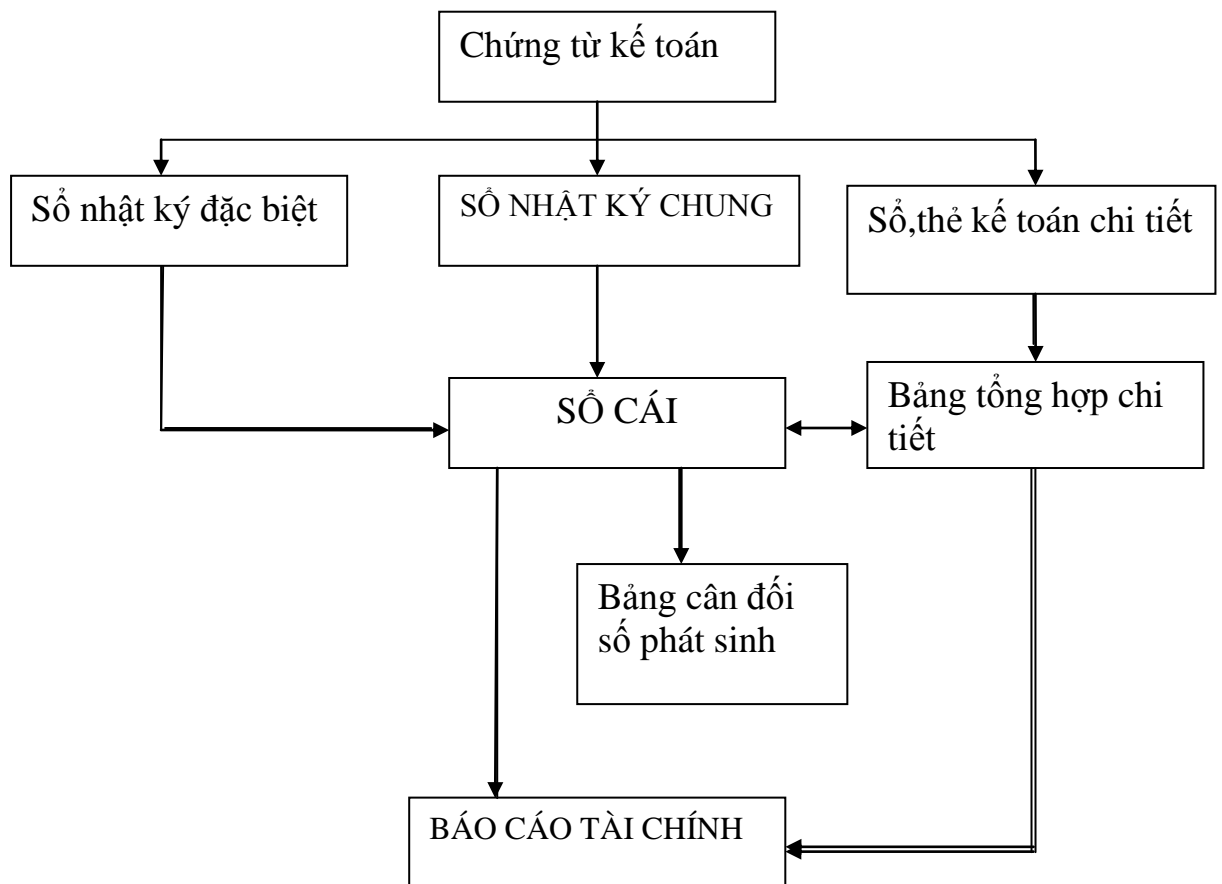 Chứng từ kế toán
Sổ nhật ký đặc biệt
SỔ NHẬT KÝ CHUNG
Sổ,thẻ kế toán chi tiết
SỔ CÁI
Bảng tổng hợp chi
tiết
Bảng cân đối
số phát sinh
BÁO CÁO TÀI CHÍNH